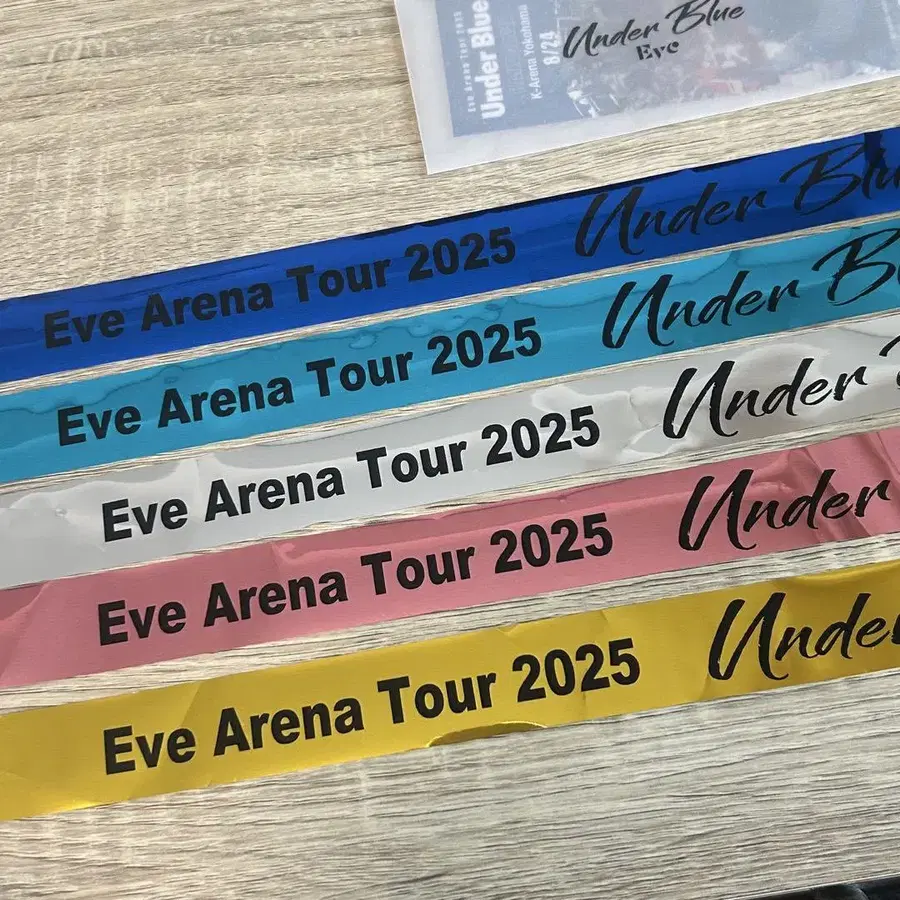 Eve Arena Tour 2025
Under Blue
K-Arena Yokohama
8/24
Under Blue
Eve
Eve Arena Tour 2025 Under Blu
Eve Arena Tour 2025 Under B
Eve Arena Tour 2025 Under
Eve Arena Tour 2025 Under
Eve Arena Tour 2025 Under